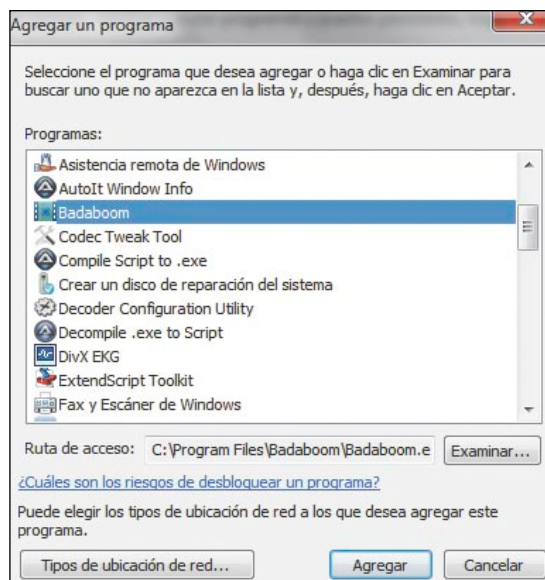 Agregar un programa
Seleccione el programa que desea agregar o haga clic en Examinar para
buscar uno que no aparezca en la lista y, después, haga clic en Aceptar.
Programas:
Asistencia remota de Windows
AutoIt Window Info
Badaboom
Codec Tweak Tool
Compile Script to .exe
Crear un disco de reparación del sistema
Decoder Configuration Utility
Decompile .exe to Script
DivX EKG
ExtendScript Toolkit
Fax y Escáner de Windows
Ruta de acceso: C:\Program Files\Badaboom\Badaboom.e Examinar...
¿Cuáles son los riesgos de desbloquear un programa?
Puede elegir los tipos de ubicación de red a los que desea agregar este
programa.
Tipos de ubicación de red... Agregar Cancelar